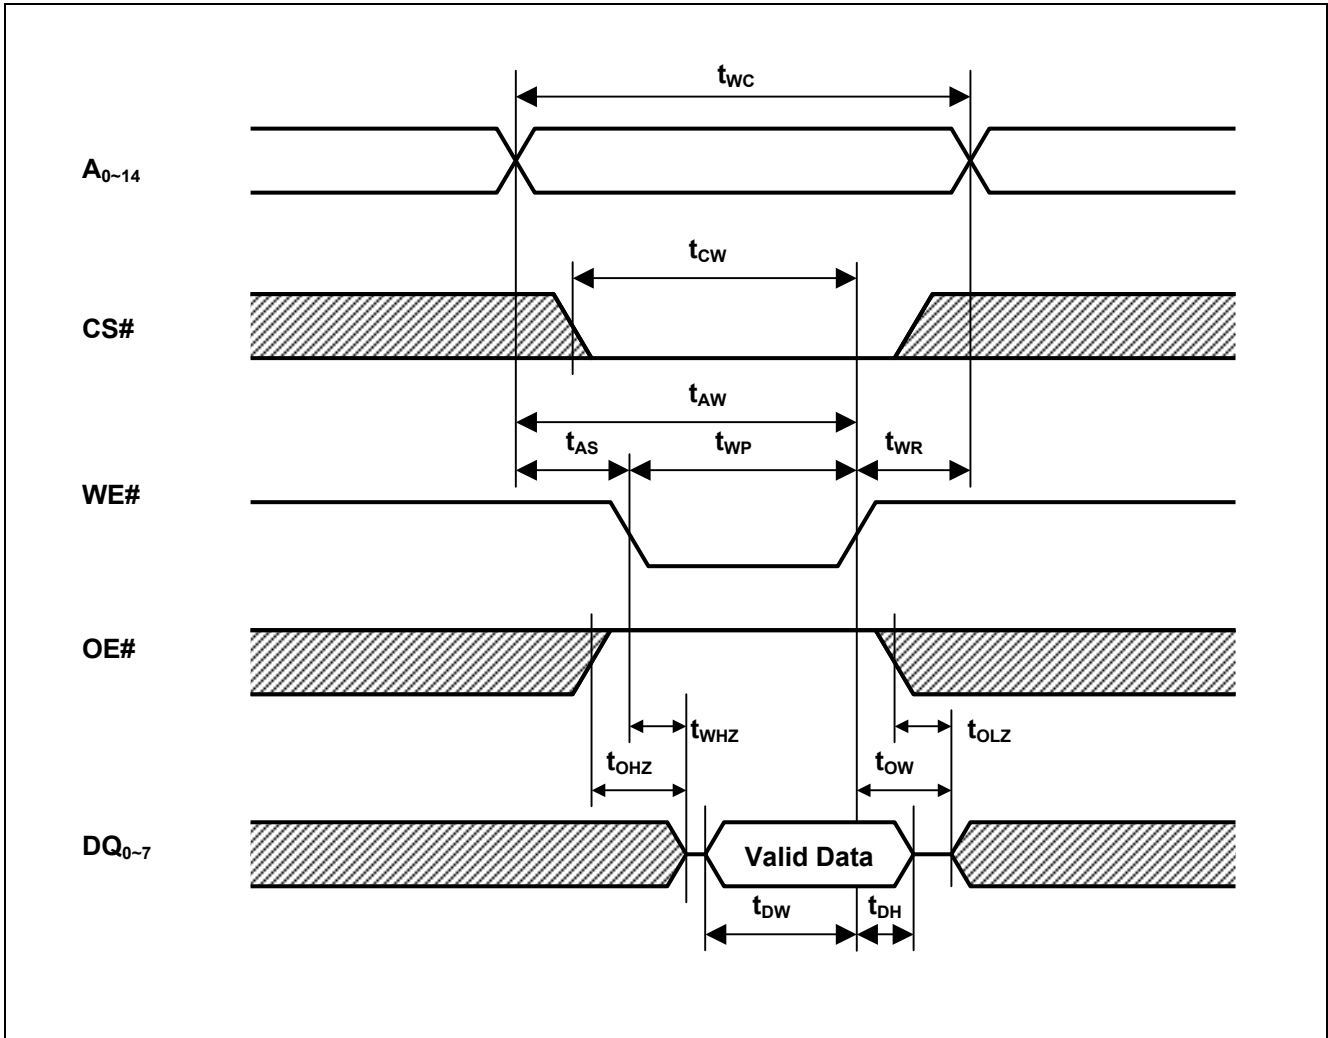 tWC
A0~14
tCW
CS#
tAW
tAS tWP tWR
WE#
OE#
tWHZ tOLZ
tOHZ tOW
DQ0~7 Valid Data
tDW tDH